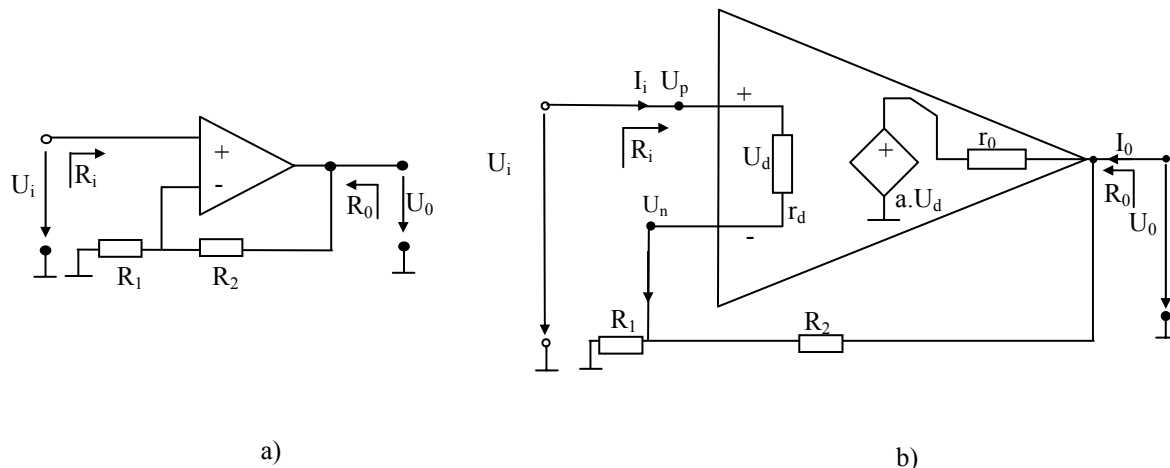 U_i
R_i
+
-
R_0
U_0
R_1
R_2
a)
U_i
I_i
U_p
R_i
+
U_d
r_d
U_n
-
+
a.U_d
r_0
I_0
R_0
U_0
R_1
R_2
b)